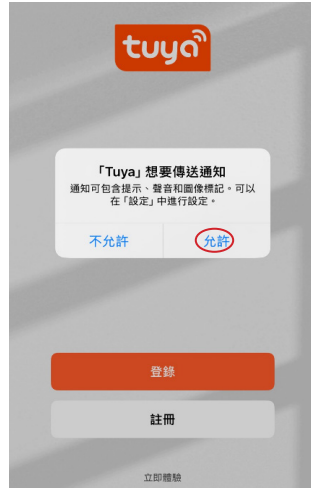 tuya
「Tuya」想要傳送通知
通知可包含提示、聲音和圖像標記。可以
在「設定」中進行設定。
不允許
允許
登錄
註冊
立即體驗